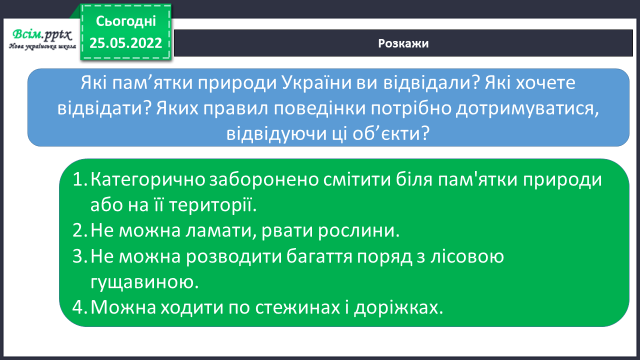 Всім.pptx
Нова українська школа
Сьогодні
25.05.2022
Розкажи
Які пам’ятки природи України ви відвідали? Які хочете
відвідати? Яких правил поведінки потрібно дотримуватися,
відвідуючи ці об’єкти?
1.Категорично заборонено смітити біля пам'ятки природи
або на її території.
2.Не можна ламати, рвати рослини.
3.Не можна розводити багаття поряд з лісовою
гущавиною.
4.Можна ходити по стежинах і доріжках.